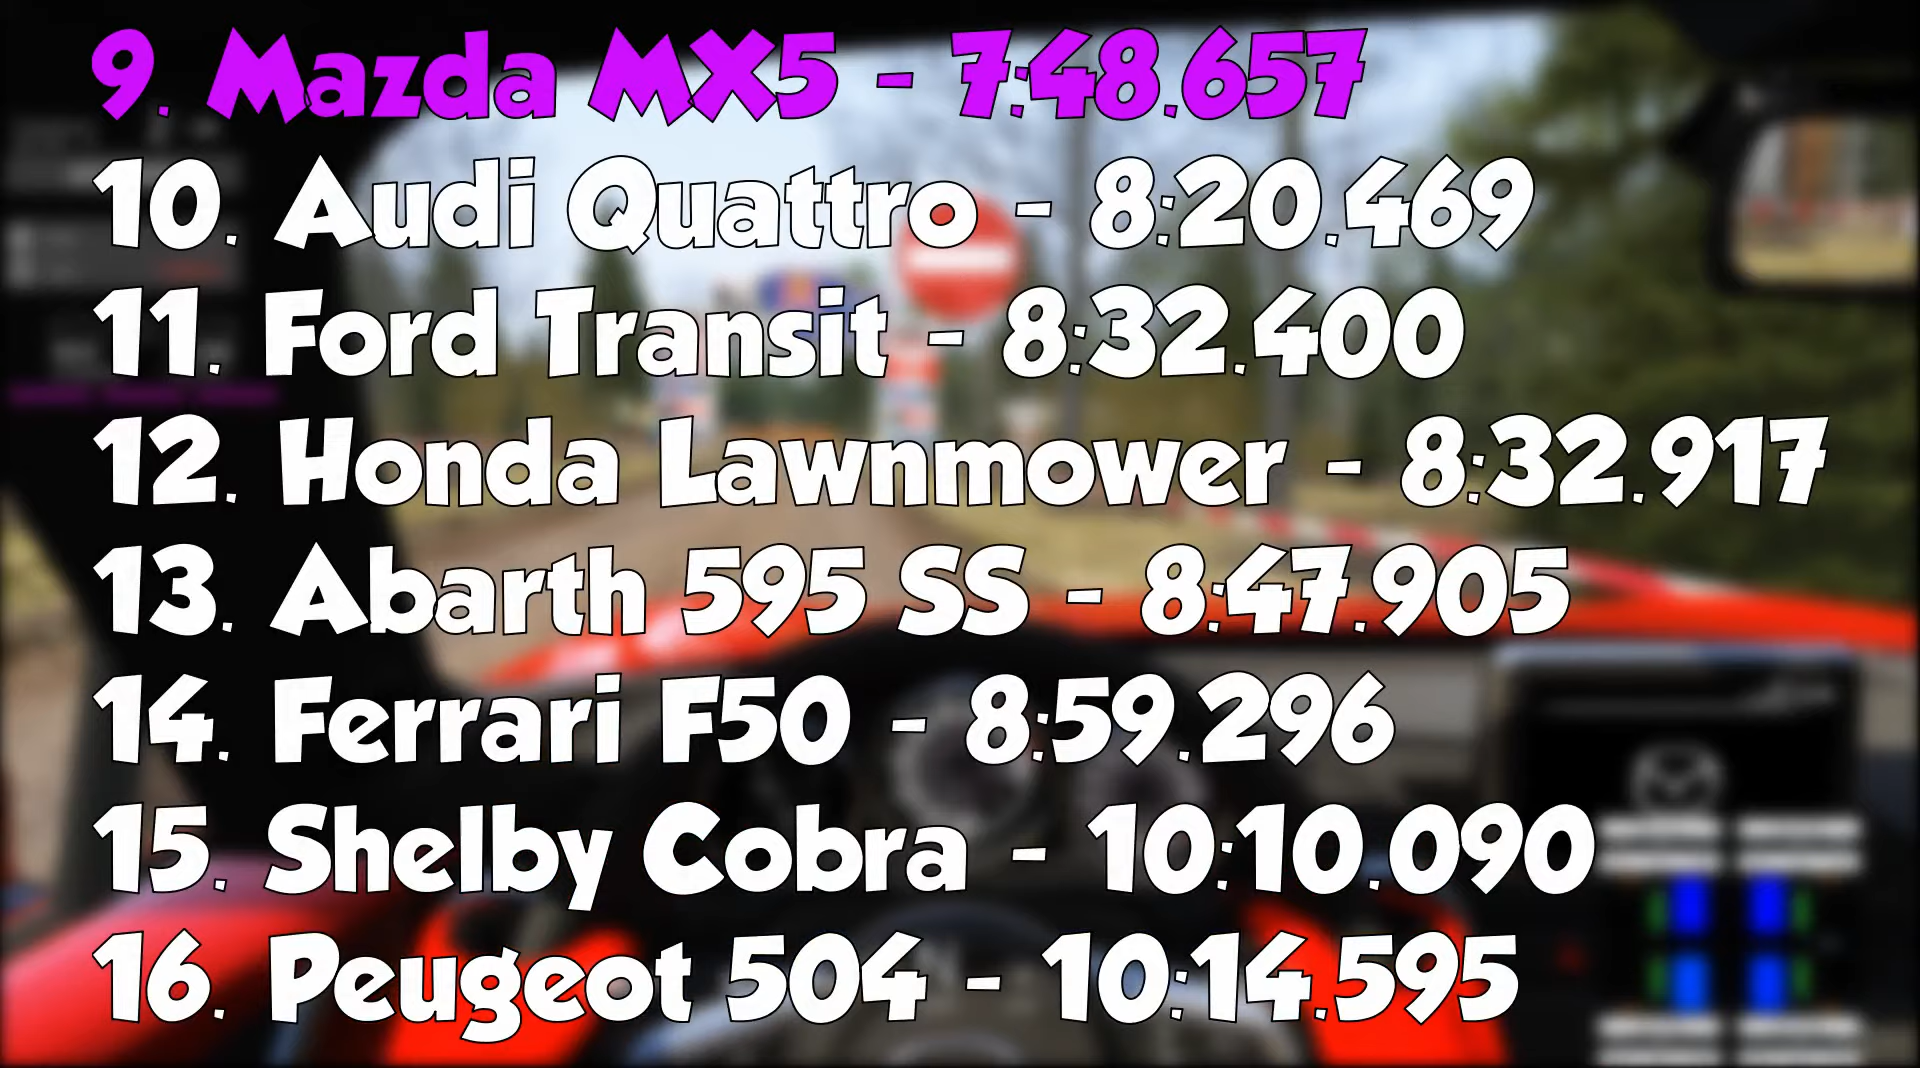 9. Mazda MX5 - 7:48.657
10. Audi Quattro - 8:20.469
11. Ford Transit - 8:32.400
12. Honda Lawnmower - 8:32.917
13. Abarth 595 SS - 8:47.905
14. Ferrari F50 - 8:59.296
15. Shelby Cobra - 10:10.090
16. Peugeot 504 - 10:14.595